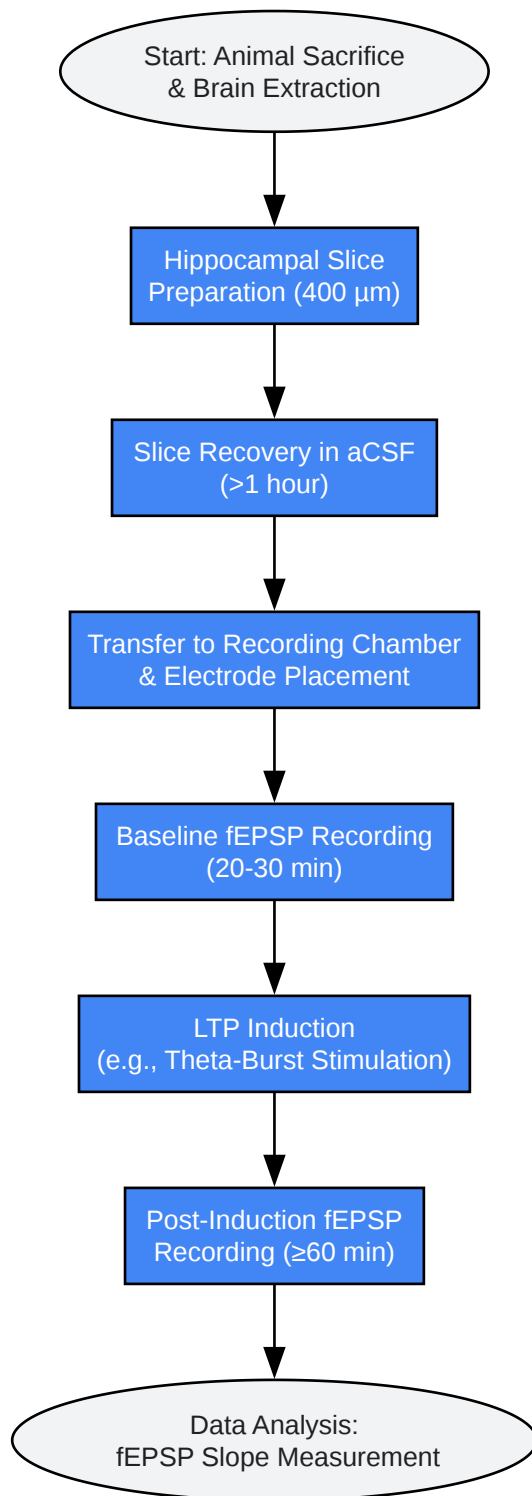 Start: Animal Sacrifice
& Brain Extraction
Hippocampal Slice
Preparation (400 µm)
Slice Recovery in aCSF
(>1 hour)
Transfer to Recording Chamber
& Electrode Placement
Baseline fEPSP Recording
(20-30 min)
LTP Induction
(e.g., Theta-Burst Stimulation)
Post-Induction fEPSP
Recording (≥60 min)
Data Analysis:
fEPSP Slope Measurement